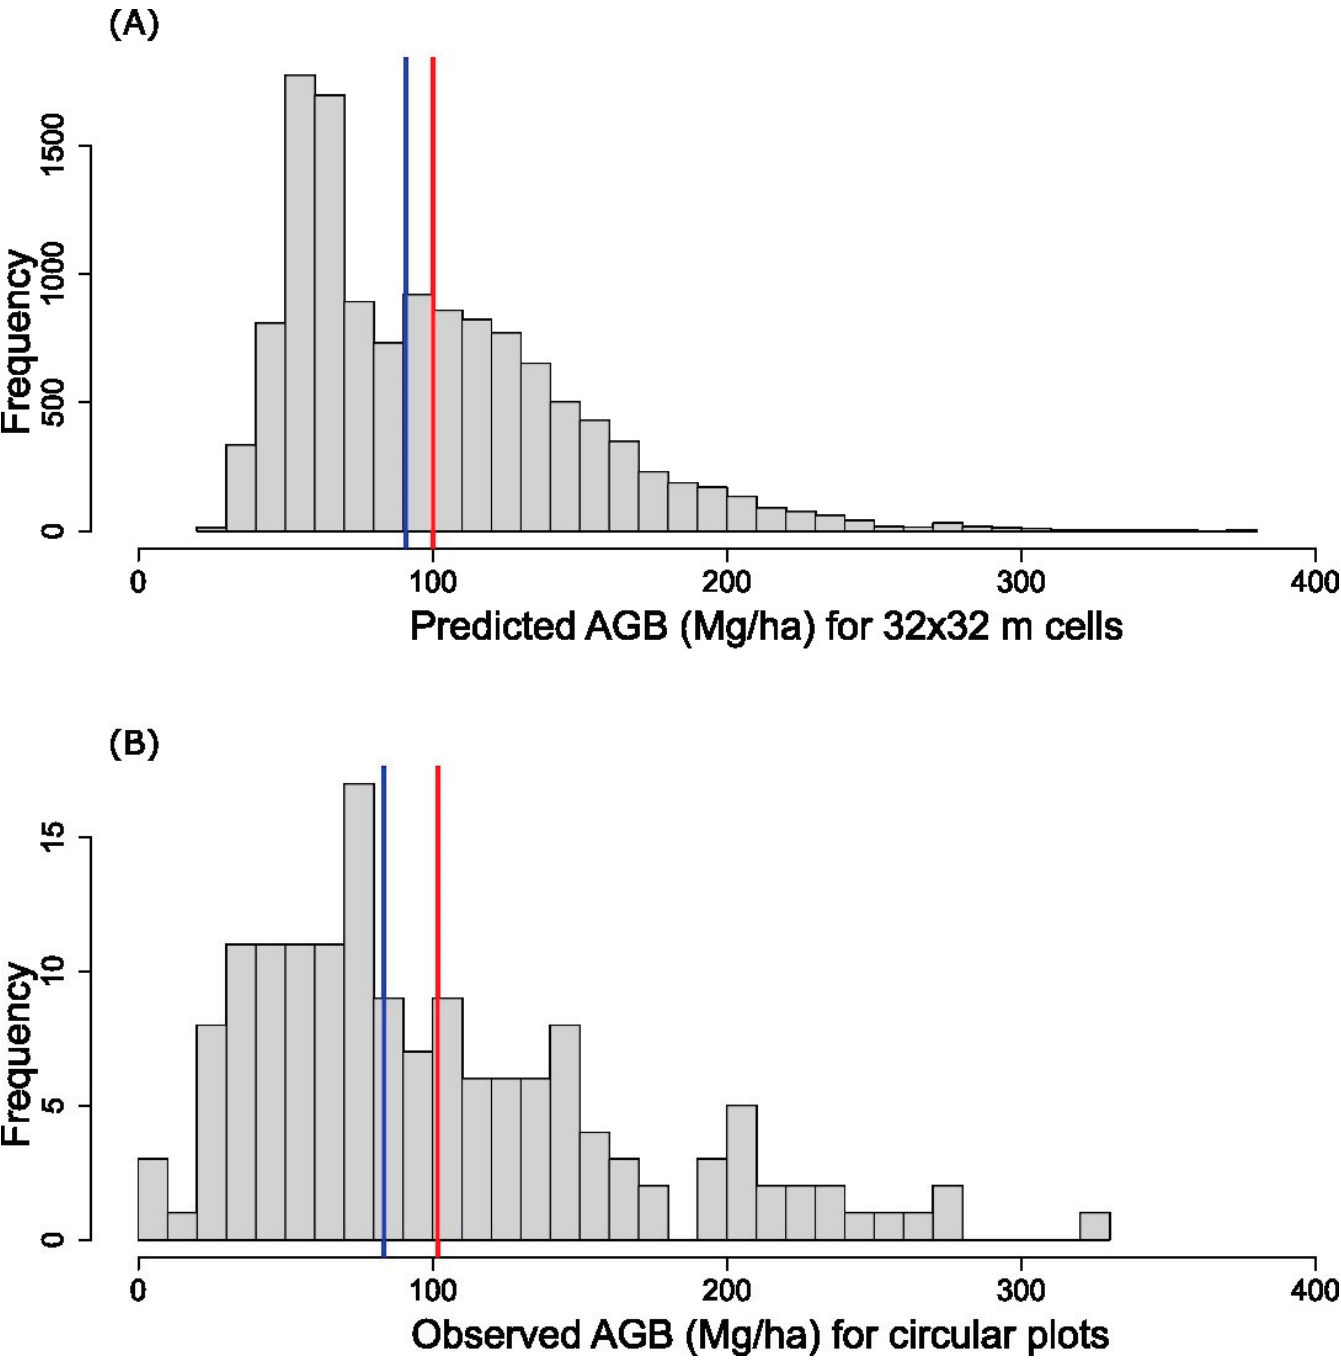 (A)
1500
1000
500
0
Frequency
0 100 200 300 400
Predicted AGB (Mg/ha) for 32x32 m cells
(B)
15
10
5
0
Frequency
0 100 200 300 400
Observed AGB (Mg/ha) for circular plots